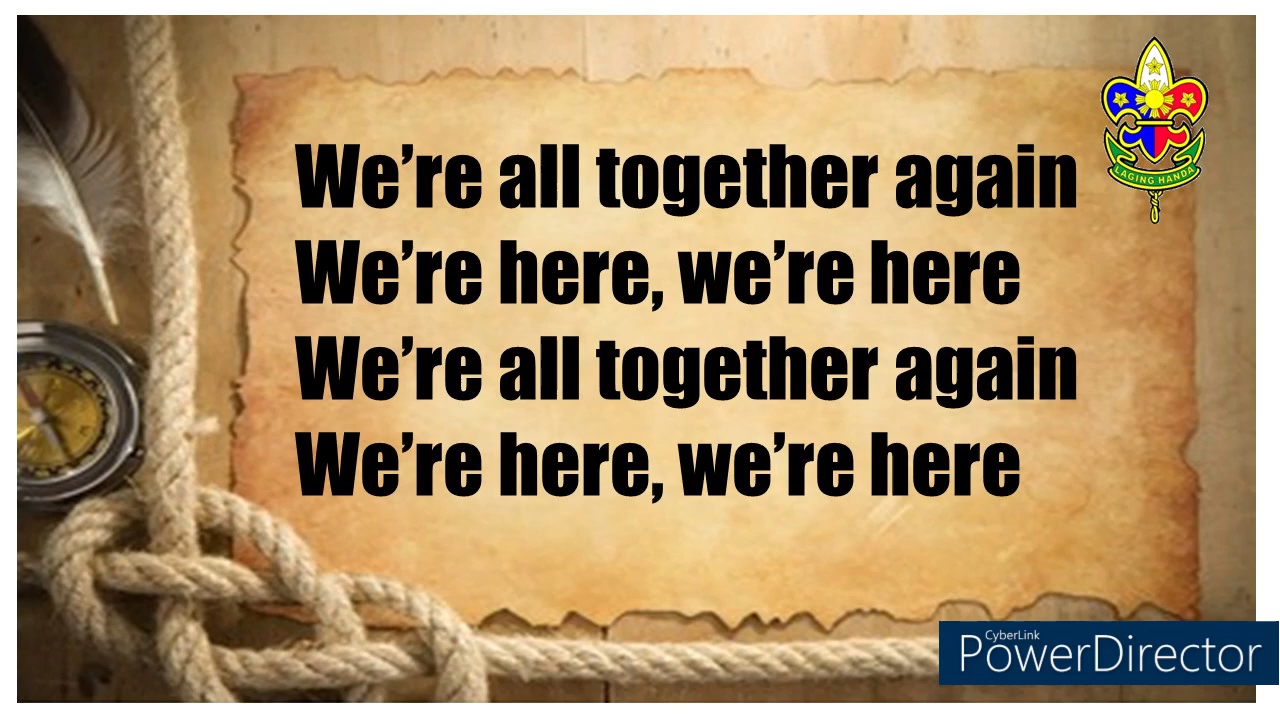 We’re all together again
We’re here, we’re here
We’re all together again
We’re here, we’re here
LAGING HANDA
CyberLink
PowerDirector